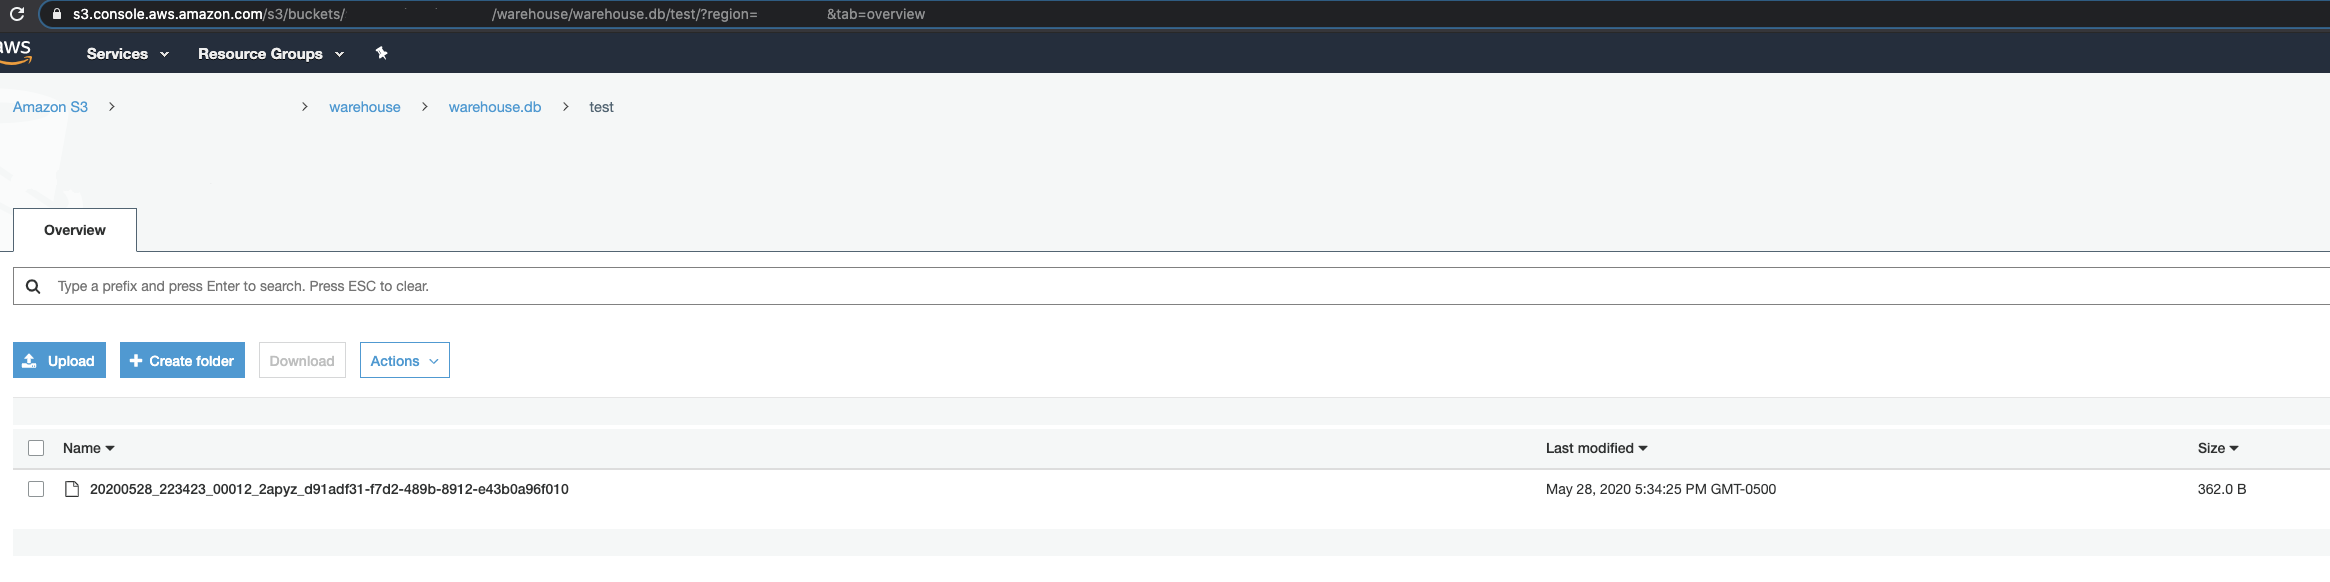 s3.console.aws.amazon.com/s3/buckets/ /warehouse/warehouse.db/test/?region= &tab=overview
aws Services Resource Groups
Amazon S3 > > warehouse > warehouse.db > test
Overview
Type a prefix and press Enter to search. Press ESC to clear.
Upload Create folder Download Actions
Name Last modified Size
20200528_223423_00012_2apyz_d91adf31-f7d2-489b-8912-e43b0a96f010 May 28, 2020 5:34:25 PM GMT-0500 362.0 B